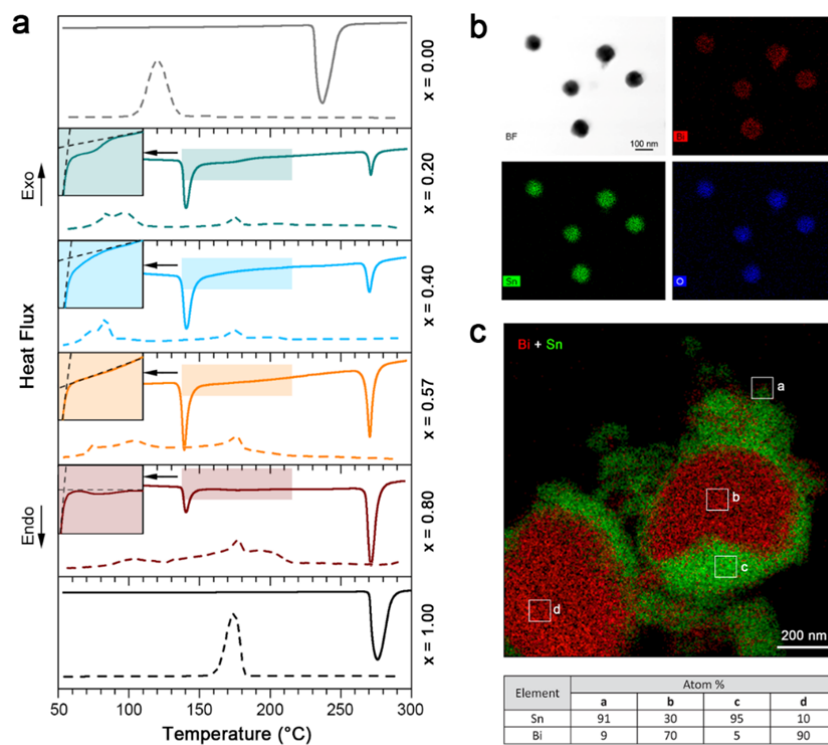 a
x = 0.00
x = 0.20
x = 0.40
x = 0.57
x = 0.80
x = 1.00
Exo
Heat Flux
Endo
50 100 150 200 250 300
Temperature (°C)
b
BF
100 nm
Bi
Sn
O
c
Bi + Sn
a
b
c
d
200 nm
Element Atom %
a b c d
Sn 91 30 95 10
Bi 9 70 5 90